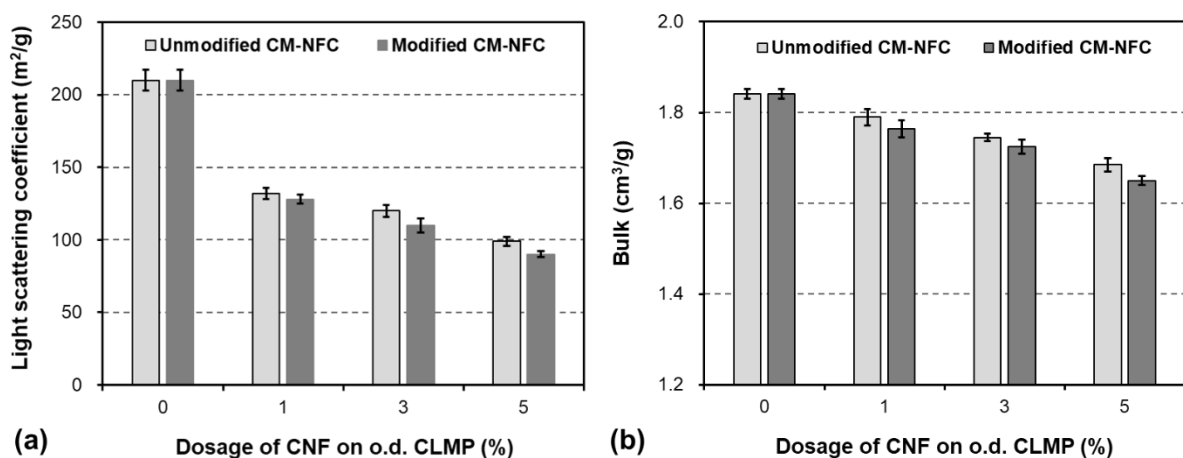 250
200
150
100
50
0
Light scattering coefficient (m²/g)
Unmodified CM-NFC
Modified CM-NFC
0 1 3 5
(a)
Dosage of CNF on o.d. CLMP (%)
2.0
1.8
1.6
1.4
1.2
Bulk (cm³/g)
Unmodified CM-NFC
Modified CM-NFC
0 1 3 5
(b)
Dosage of CNF on o.d. CLMP (%)